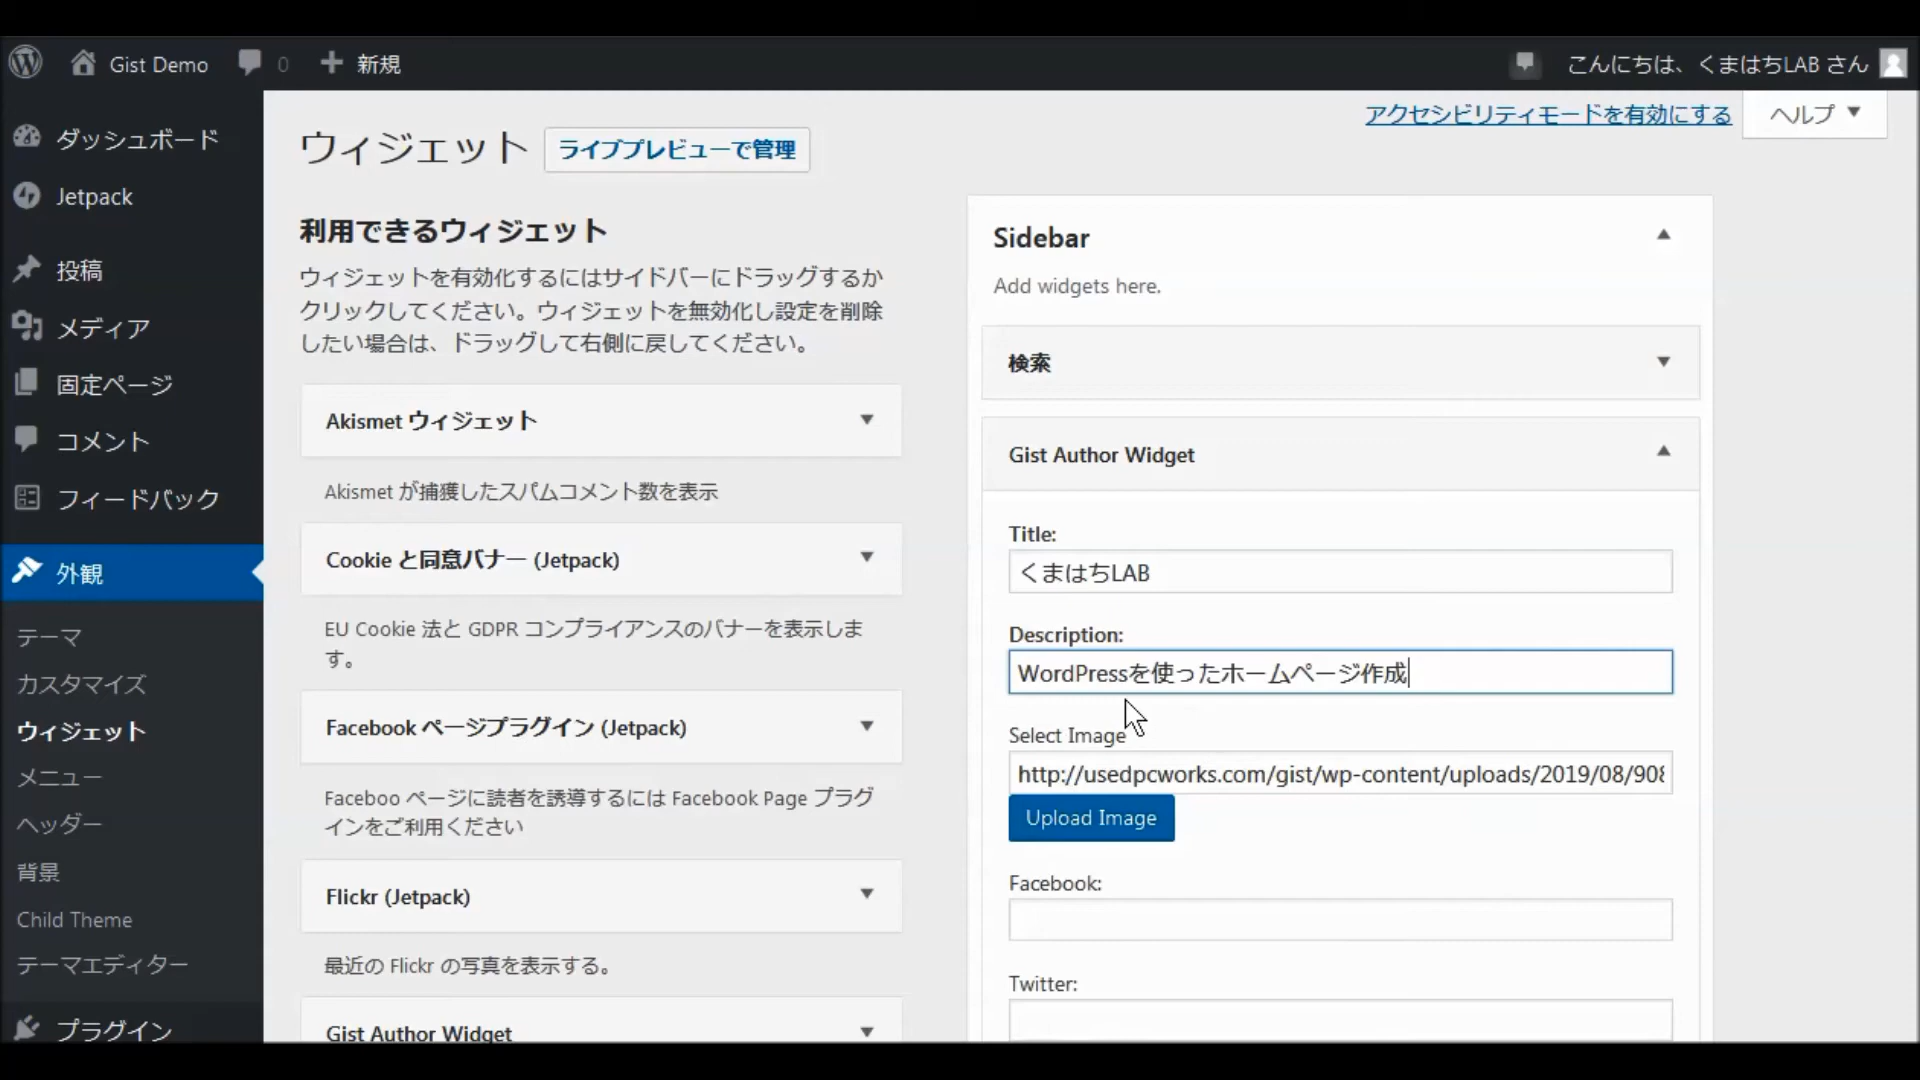 Gist Demo 0 新規 こんにちは、くまはちLAB さん
アクセシビリティモードを有効にする ヘルプ
ダッシュボード
Jetpack
投稿
メディア
固定ページ
コメント
フィードバック
外観
テーマ
カスタマイズ
ウィジェット
メニュー
ヘッダー
背景
Child Theme
テーマエディター
プラグイン
ウィジェット ライブプレビューで管理
利用できるウィジェット
ウィジェットを有効化するにはサイドバーにドラッグするか
クリックしてください。ウィジェットを無効化し設定を削除
したい場合は、ドラッグして右側に戻してください。
Akismet ウィジェット
Akismet が捕獲したスパムコメント数を表示
Cookie と同意バナー (Jetpack)
EU Cookie 法と GDPR コンプライアンスのバナーを表示しま
す。
Facebook ページプラグイン (Jetpack)
Faceboo ページに読者を誘導するには Facebook Page プラグ
インをご利用ください
Flickr (Jetpack)
最近の Flickr の写真を表示する。
Gist Author Widget
Sidebar
Add widgets here.
検索
Gist Author Widget
Title:
くまはちLAB
Description:
WordPressを使ったホームページ作成
Select Image
http://usedpcworks.com/gist/wp-content/uploads/2019/08/908
Upload Image
Facebook:
Twitter: